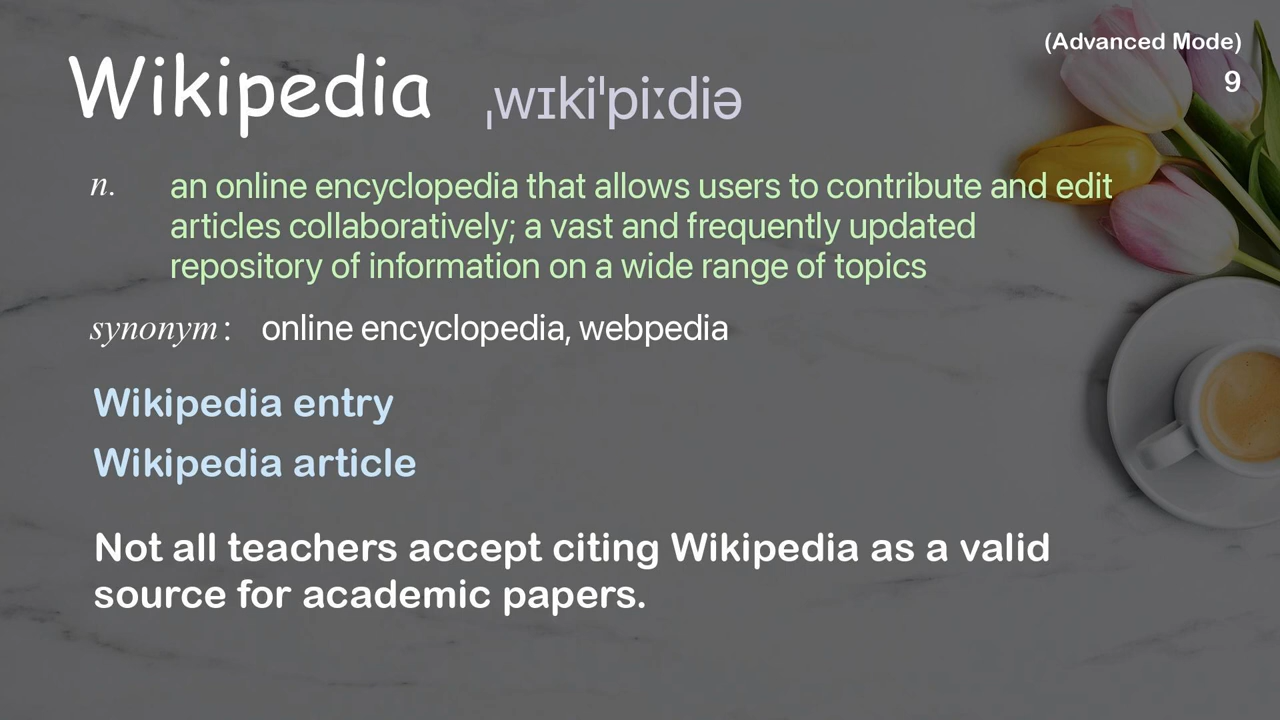 (Advanced Mode)
9
Wikipedia ˌwɪkiˈpiːdiə
n. an online encyclopedia that allows users to contribute and edit
articles collaboratively; a vast and frequently updated
repository of information on a wide range of topics
synonym: online encyclopedia, webpedia
Wikipedia entry
Wikipedia article
Not all teachers accept citing Wikipedia as a valid
source for academic papers.